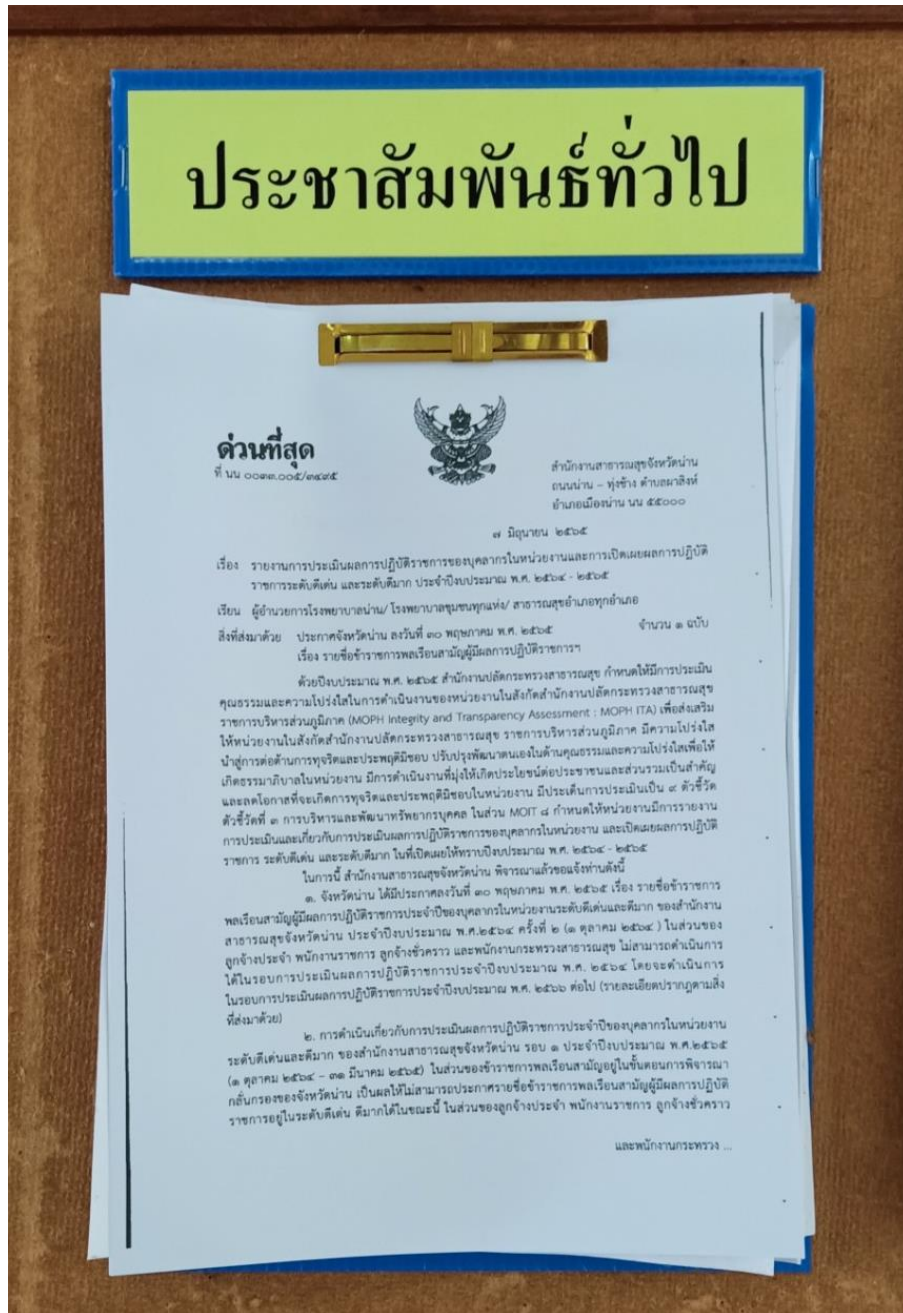 ประชาสัมพันธ์ทั่วไป
ด่วนที่สุด
ที่ นน ๐๐๓๓.๐๐๕/๓๔๙๕
สำนักงานสาธารณสุขจังหวัดน่าน
ถนนน่าน – ทุ่งช้าง ตำบลผาสิงห์
อำเภอเมืองน่าน นน ๕๕๐๐๐
๗ มิถุนายน ๒๕๖๕
เรื่อง รายงานการประเมินผลการปฏิบัติราชการของบุคลากรในหน่วยงานและการเปิดเผยผลการปฏิบัติ
ราชการระดับดีเด่น และระดับดีมาก ประจำปีงบประมาณ พ.ศ. ๒๕๖๔ - ๒๕๖๕
เรียน ผู้อำนวยการโรงพยาบาลน่าน/ โรงพยาบาลชุมชนทุกแห่ง/ สาธารณสุขอำเภอทุกอำเภอ
สิ่งที่ส่งมาด้วย ประกาศจังหวัดน่าน ลงวันที่ ๓๐ พฤษภาคม พ.ศ. ๒๕๖๕ จำนวน ๑ ฉบับ
เรื่อง รายชื่อข้าราชการพลเรือนสามัญผู้มีผลการปฏิบัติราชการฯ
ด้วยปีงบประมาณ พ.ศ. ๒๕๖๕ สำนักงานปลัดกระทรวงสาธารณสุข กำหนดให้มีการประเมิน
คุณธรรมและความโปร่งใสในการดำเนินงานของหน่วยงานในสังกัดสำนักงานปลัดกระทรวงสาธารณสุข
ราชการบริหารส่วนภูมิภาค (MOPH Integrity and Transparency Assessment : MOPH ITA) เพื่อส่งเสริม
ให้หน่วยงานในสังกัดสำนักงานปลัดกระทรวงสาธารณสุข ราชการบริหารส่วนภูมิภาค มีความโปร่งใส
นำสู่การต่อต้านการทุจริตและประพฤติมิชอบ ปรับปรุงพัฒนาตนเองในด้านคุณธรรมและความโปร่งใสเพื่อให้
เกิดธรรมาภิบาลในหน่วยงาน มีการดำเนินงานที่มุ่งให้เกิดประโยชน์ต่อประชาชนและส่วนรวมเป็นสำคัญ
และลดโอกาสที่จะเกิดการทุจริตและประพฤติมิชอบในหน่วยงาน มีประเด็นการประเมินเป็น ๙ ตัวชี้วัด
ตัวชี้วัดที่ ๓ การบริหารและพัฒนาทรัพยากรบุคคล ในส่วน MOIT ๘ กำหนดให้หน่วยงานมีการรายงาน
การประเมินและเกี่ยวกับการประเมินผลการปฏิบัติราชการของบุคลากรในหน่วยงาน และเปิดเผยผลการปฏิบัติ
ราชการ ระดับดีเด่น และระดับดีมาก ในที่เปิดเผยให้ทราบปีงบประมาณ พ.ศ. ๒๕๖๔ - ๒๕๖๕
ในการนี้ สำนักงานสาธารณสุขจังหวัดน่าน พิจารณาแล้วขอแจ้งท่านดังนี้
๑. จังหวัดน่าน ได้มีประกาศลงวันที่ ๓๐ พฤษภาคม พ.ศ. ๒๕๖๕ เรื่อง รายชื่อข้าราชการ
พลเรือนสามัญผู้มีผลการปฏิบัติราชการประจำปีของบุคลากรในหน่วยงานระดับดีเด่นและดีมาก ของสำนักงาน
สาธารณสุขจังหวัดน่าน ประจำปีงบประมาณ พ.ศ.๒๕๖๔ ครั้งที่ ๒ (๑ ตุลาคม ๒๕๖๔ ) ในส่วนของ
ลูกจ้างประจำ พนักงานราชการ ลูกจ้างชั่วคราว และพนักงานกระทรวงสาธารณสุข ไม่สามารถดำเนินการ
ได้ในรอบการประเมินผลการปฏิบัติราชการประจำปีงบประมาณ พ.ศ. ๒๕๖๔ โดยจะดำเนินการ
ในรอบการประเมินผลการปฏิบัติราชการประจำปีงบประมาณ พ.ศ. ๒๕๖๖ ต่อไป (รายละเอียดปรากฏตามสิ่ง
ที่ส่งมาด้วย)
๒. การดำเนินเกี่ยวกับการประเมินผลการปฏิบัติราชการประจำปีของบุคลากรในหน่วยงาน
ระดับดีเด่นและดีมาก ของสำนักงานสาธารณสุขจังหวัดน่าน รอบ ๑ ประจำปีงบประมาณ พ.ศ.๒๕๖๕
(๑ ตุลาคม ๒๕๖๔ – ๓๑ มีนาคม ๒๕๖๕) ในส่วนของข้าราชการพลเรือนสามัญอยู่ในขั้นตอนการพิจารณา
กลั่นกรองของจังหวัดน่าน เป็นผลให้ไม่สามารถประกาศรายชื่อข้าราชการพลเรือนสามัญผู้มีผลการปฏิบัติ
ราชการอยู่ในระดับดีเด่น ดีมากได้ในขณะนี้ ในส่วนของลูกจ้างประจำ พนักงานราชการ ลูกจ้างชั่วคราว
และพนักงานกระทรวง ...